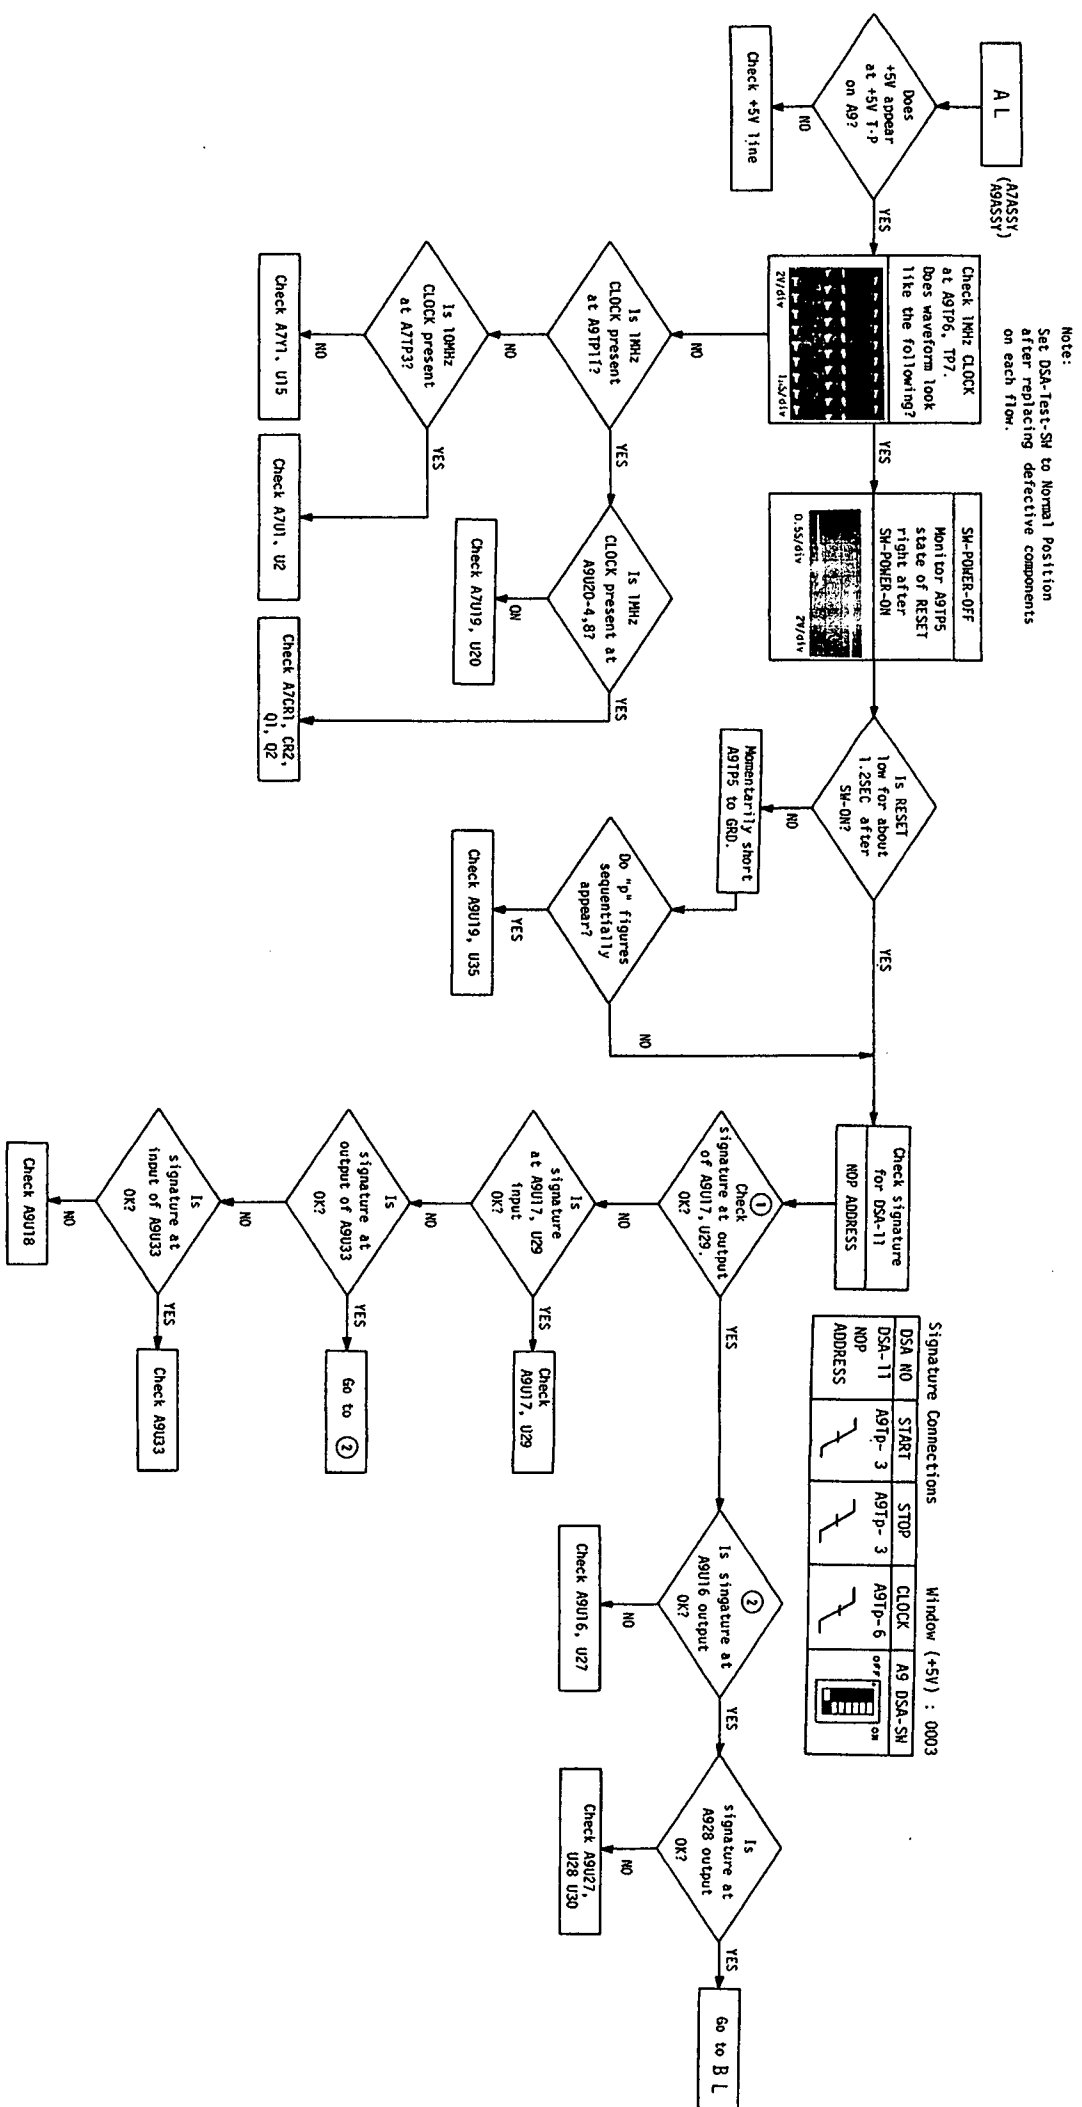 Note:
Set DSA-Test-SW to Normal Position
after replacing defective components
on each flow.
A L
(A7ASSY,
A9ASSY)
Does
+5V appear
at +5V T·P
on A9?
NO
Check +5V line
YES
Check 1MHz CLOCK
at A9TP6, TP7.
Does waveform look
like the following?
2V/div
1µS/div
NO
YES
Is 1MHz
CLOCK present
at A9TP11?
NO
YES
Is 10MHz
CLOCK present
at A7TP3?
NO
YES
Check A7Y1, U15
Check A7U1, U2
Is 1MHz
CLOCK present at
A9U20-4,8?
ON
YES
Check A7U19, U20
Check A7CR1, CR2,
Q1, Q2
SW-POWER-OFF
Monitor A9TP5
state of RESET
right after
SW-POWER-ON
0.5S/div
2V/div
Is RESET
low for about
1.2SEC after
SW-ON?
NO
YES
Momentarily short
A9TP5 to GRD.
Do "p" figures
sequentially
appear?
YES
NO
Check A9U19, U35
Check signature
for DSA-11
NOP ADDRESS
Signature Connections
Window (+5V) : 0003
DSA NO
START
STOP
CLOCK
A9 DSA-SW
DSA-11
NOP
ADDRESS
A9Tp- 3
A9Tp- 3
A9Tp-6
OFF
ON
1
Check
signature at output
of A9U17, U29.
OK?
NO
YES
Is
signature
at A9U17, U29
input
OK?
NO
YES
Check
A9U17, U29
Is
signature at
output of A9U33
OK?
NO
YES
Go to 2
Is
signature at
input of A9U33
OK?
NO
YES
Check A9U18
Check A9U33
2
Is singature at
A9U16 output
OK?
NO
YES
Check A9U16, U27
Is
signature at
A928 output
OK?
NO
YES
Check A9U27,
U28 U30
Go to B L